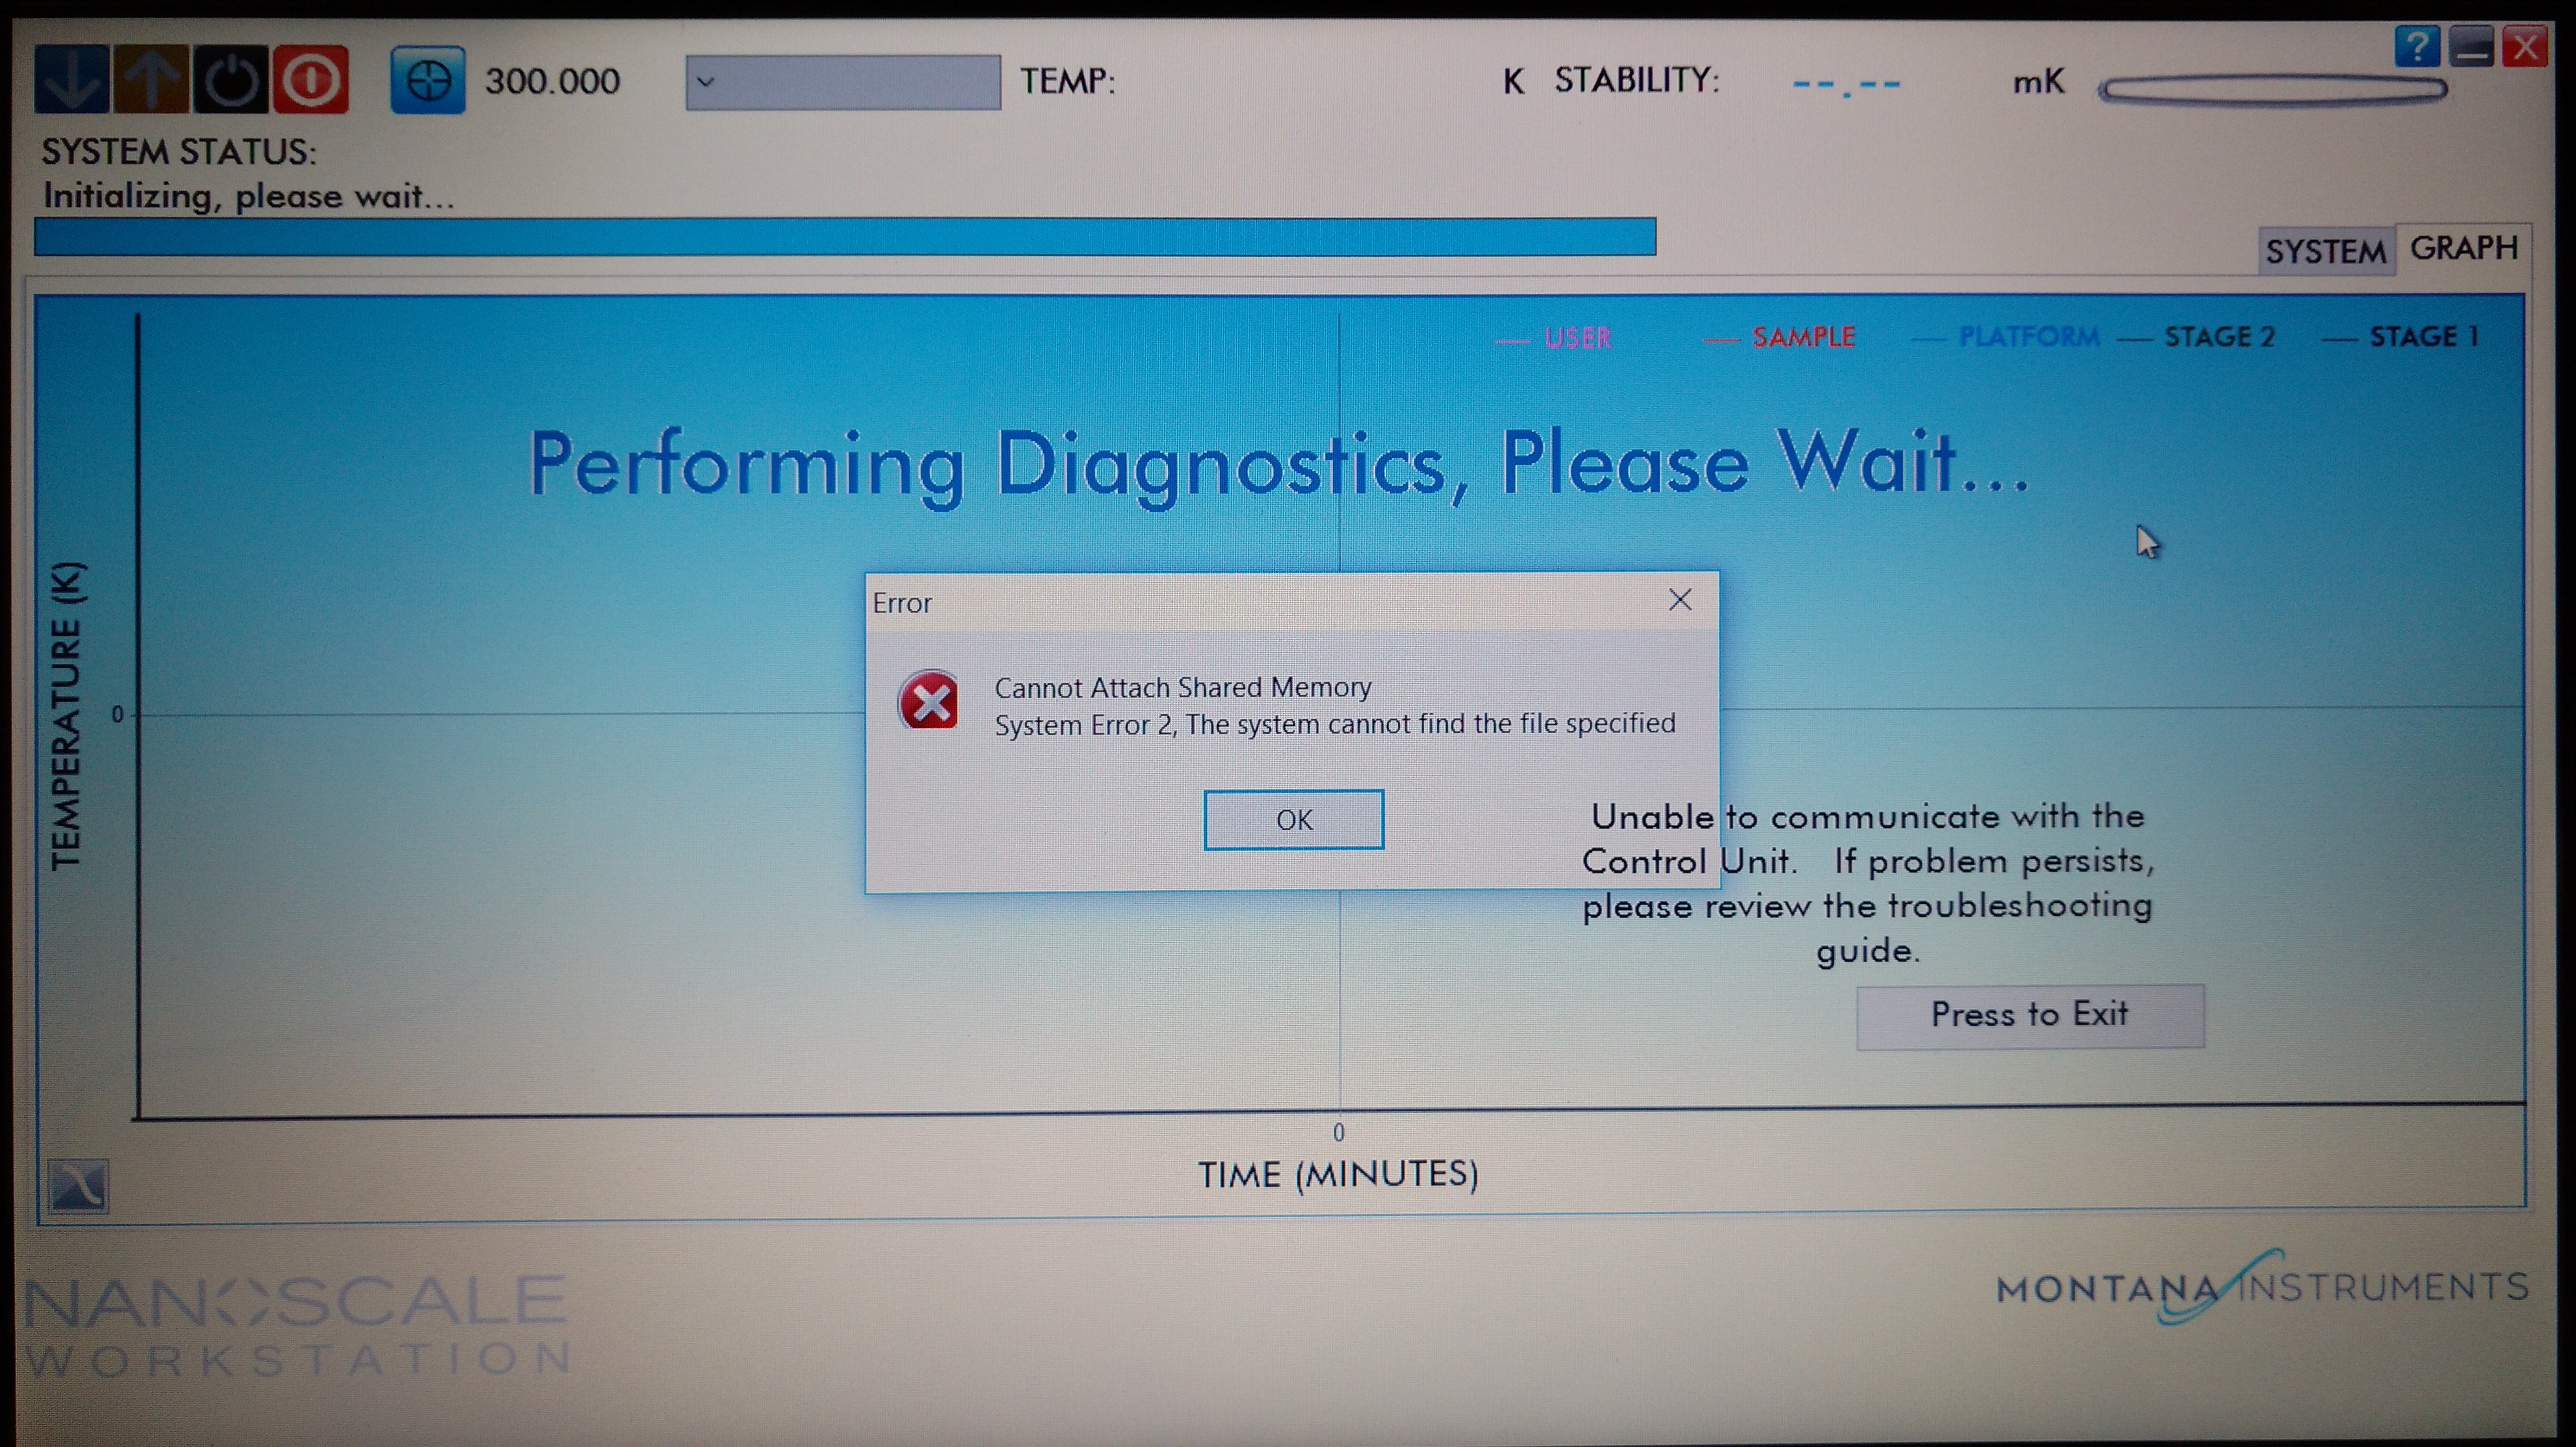 300.000
TEMP:
K
STABILITY:
--.--
mK
?
SYSTEM STATUS:
Initializing, please wait...
SYSTEM
GRAPH
USER
SAMPLE
PLATFORM
STAGE 2
STAGE 1
Performing Diagnostics, Please Wait...
TEMPERATURE (K)
0
Error
Cannot Attach Shared Memory
System Error 2, The system cannot find the file specified
OK
Unable to communicate with the
Control Unit. If problem persists,
please review the troubleshooting
guide.
Press to Exit
0
TIME (MINUTES)
NANOSCALE
WORKSTATION
MONTANA INSTRUMENTS